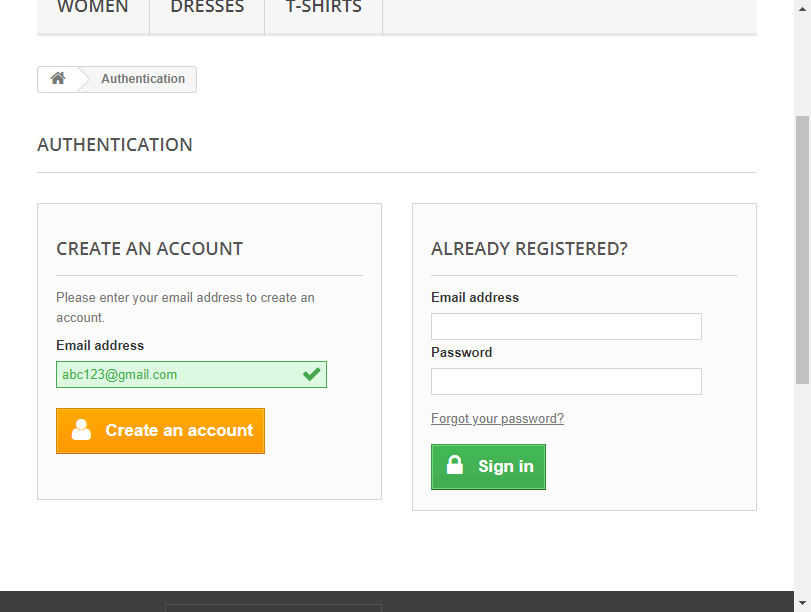 WOMEN DRESSES T-SHIRTS
Authentication
AUTHENTICATION
CREATE AN ACCOUNT
Please enter your email address to create an
account.
Email address
abc123@gmail.com
Create an account
ALREADY REGISTERED?
Email address
Password
Forgot your password?
Sign in